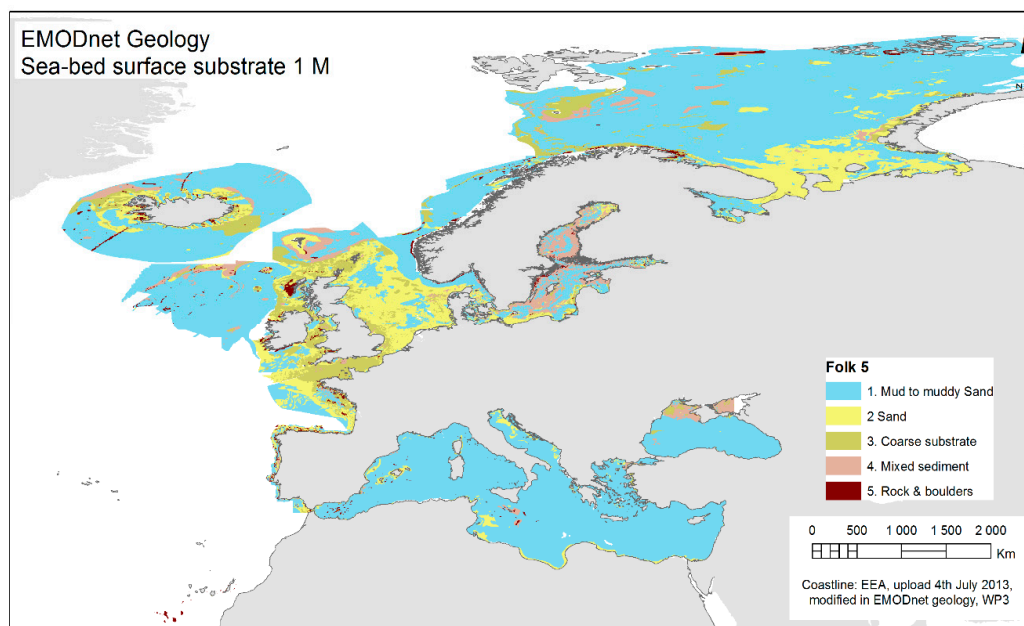 EMODnet Geology
Sea-bed surface substrate 1 M
Folk 5
1. Mud to muddy Sand
2 Sand
3. Coarse substrate
4. Mixed sediment
5. Rock & boulders
0 500 1 000 1 500 2 000
Km
Coastline: EEA, upload 4th July 2013,
modified in EMODnet geology, WP3